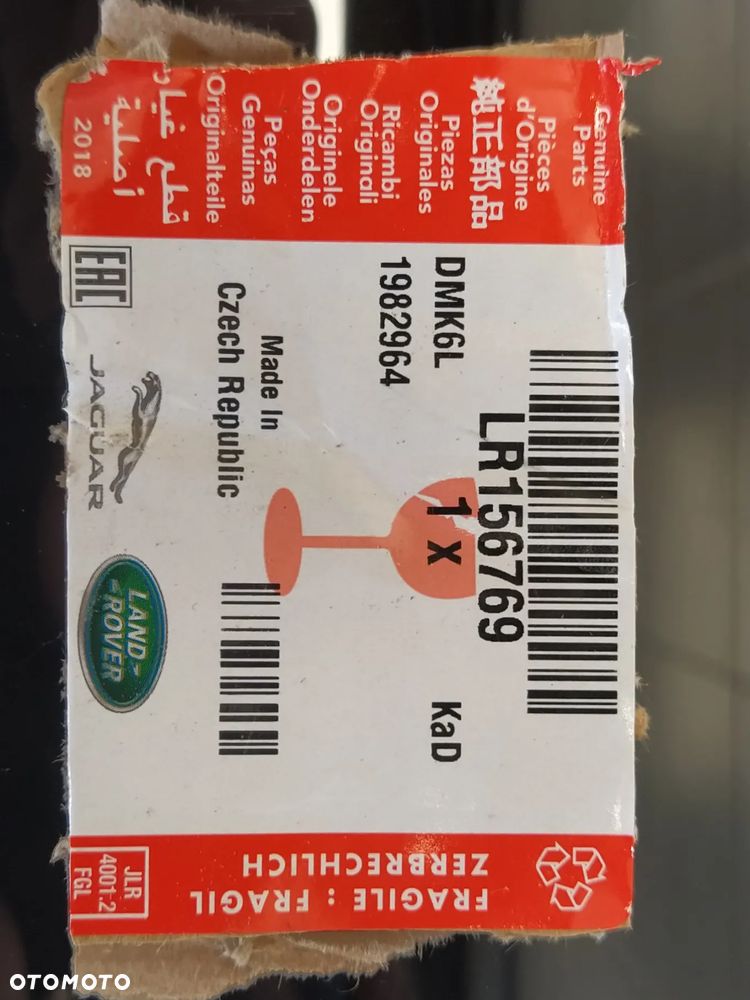 Genuine
Parts
Pièces
d'Origine
純正部品
Piezas
Originales
Ricambi
Originali
Originele
Onderdelen
Peças
Genuinas
Originalteile
قطع غيار
أصلية
2018
DMK6L
1982964
LR156769
1 x
KaD
Made In
Czech Republic
EAC
JAGUAR
LAND
ROVER
FRAGILE : FRAGIL
ZERBRECHLICH
JLR
4001.2
FGL
OTOMOTO